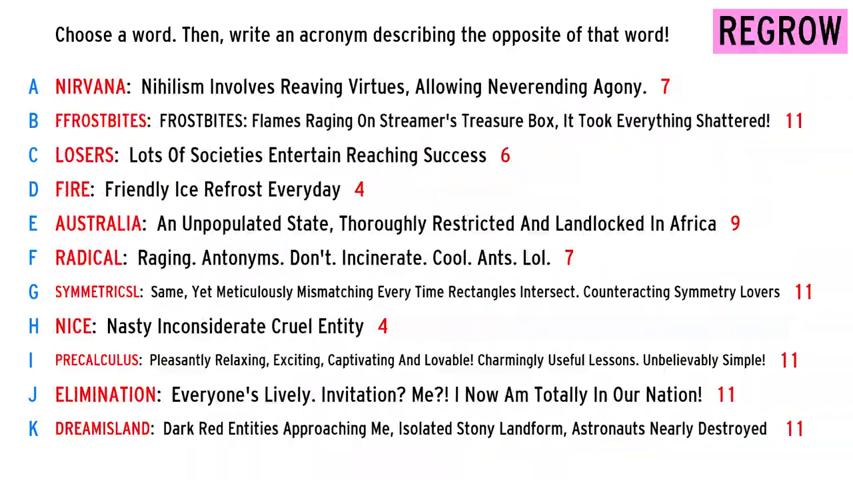 Choose a word. Then, write an acronym describing the opposite of that word!
REGROW
A NIRVANA: Nihilism Involves Reaving Virtues, Allowing Neverending Agony. 7
B FFROSTBITES: FROSTBITES: Flames Raging On Streamer's Treasure Box, It Took Everything Shattered! 11
C LOSERS: Lots Of Societies Entertain Reaching Success 6
D FIRE: Friendly Ice Refrost Everyday 4
E AUSTRALIA: An Unpopulated State, Thoroughly Restricted And Landlocked In Africa 9
F RADICAL: Raging. Antonyms. Don't. Incinerate. Cool. Ants. Lol. 7
G SYMMETRICSL: Same, Yet Meticulously Mismatching Every Time Rectangles Intersect. Counteracting Symmetry Lovers 11
H NICE: Nasty Inconsiderate Cruel Entity 4
I PRECALCULUS: Pleasantly Relaxing, Exciting, Captivating And Lovable! Charmingly Useful Lessons. Unbelievably Simple! 11
J ELIMINATION: Everyone's Lively. Invitation? Me?! I Now Am Totally In Our Nation! 11
K DREAMISLAND: Dark Red Entities Approaching Me, Isolated Stony Landform, Astronauts Nearly Destroyed 11